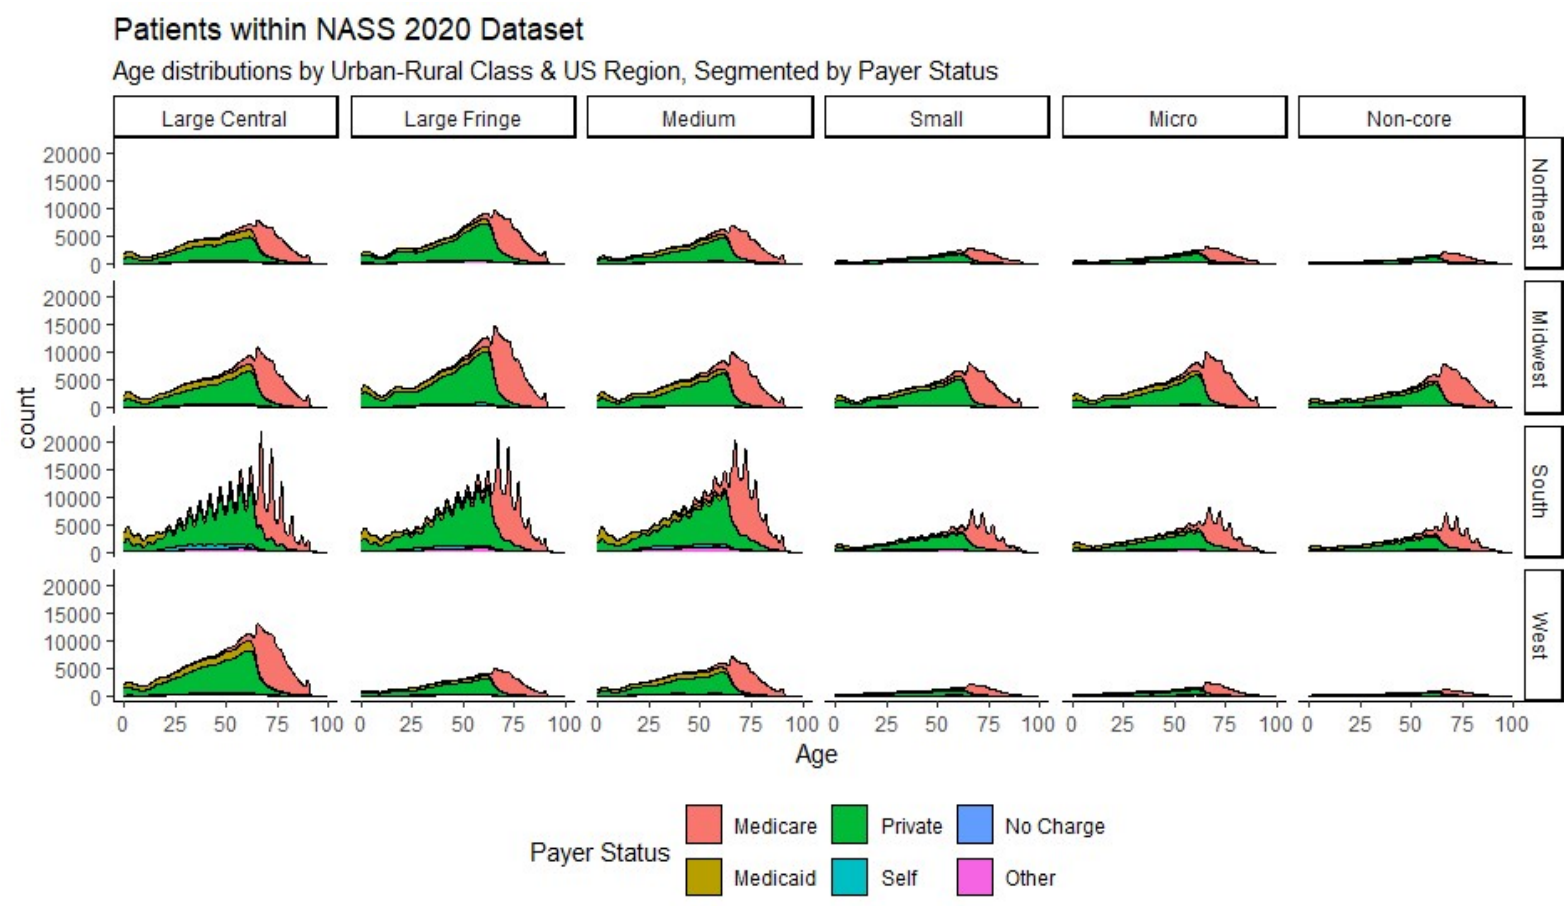 Patients within NASS 2020 Dataset
Age distributions by Urban-Rural Class & US Region, Segmented by Payer Status
Large Central Large Fringe Medium Small Micro Non-core
20000
15000
10000
5000
0
Northeast
20000
15000
10000
5000
0
Midwest
count
20000
15000
10000
5000
0
South
20000
15000
10000
5000
0
West
0 25 50 75 100 0 25 50 75 100 0 25 50 75 100 0 25 50 75 100 0 25 50 75 100 0 25 50 75 100
Age
Payer Status
Medicare Private No Charge
Medicaid Self Other